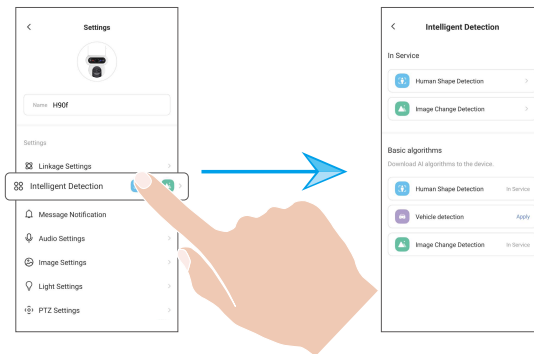 Settings
Name H90f
Settings
Linkage Settings
Intelligent Detection
Message Notification
Audio Settings
Image Settings
Light Settings
PTZ Settings
Intelligent Detection
In Service
Human Shape Detection
Image Change Detection
Basic algorithms
Download AI algorithms to the device.
Human Shape Detection In Service
Vehicle detection Apply
Image Change Detection In Service